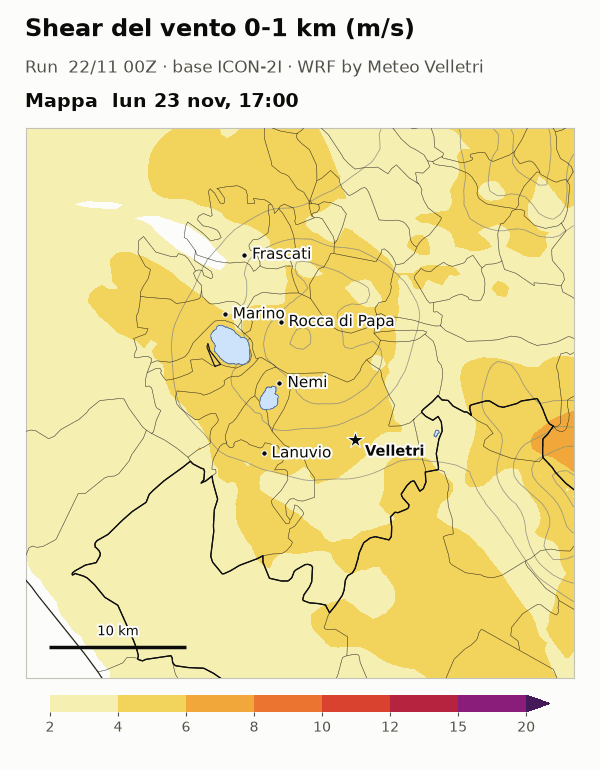 Shear del vento 0-1 km (m/s)
Run  22/11 00Z · base ICON-2I · WRF by Meteo Velletri
Mappa  lun 23 nov, 17:00
Frascati
Marino
Rocca di Papa
Nemi
Velletri
Lanuvio
10 km
2 4 6 8 10 12 15 20